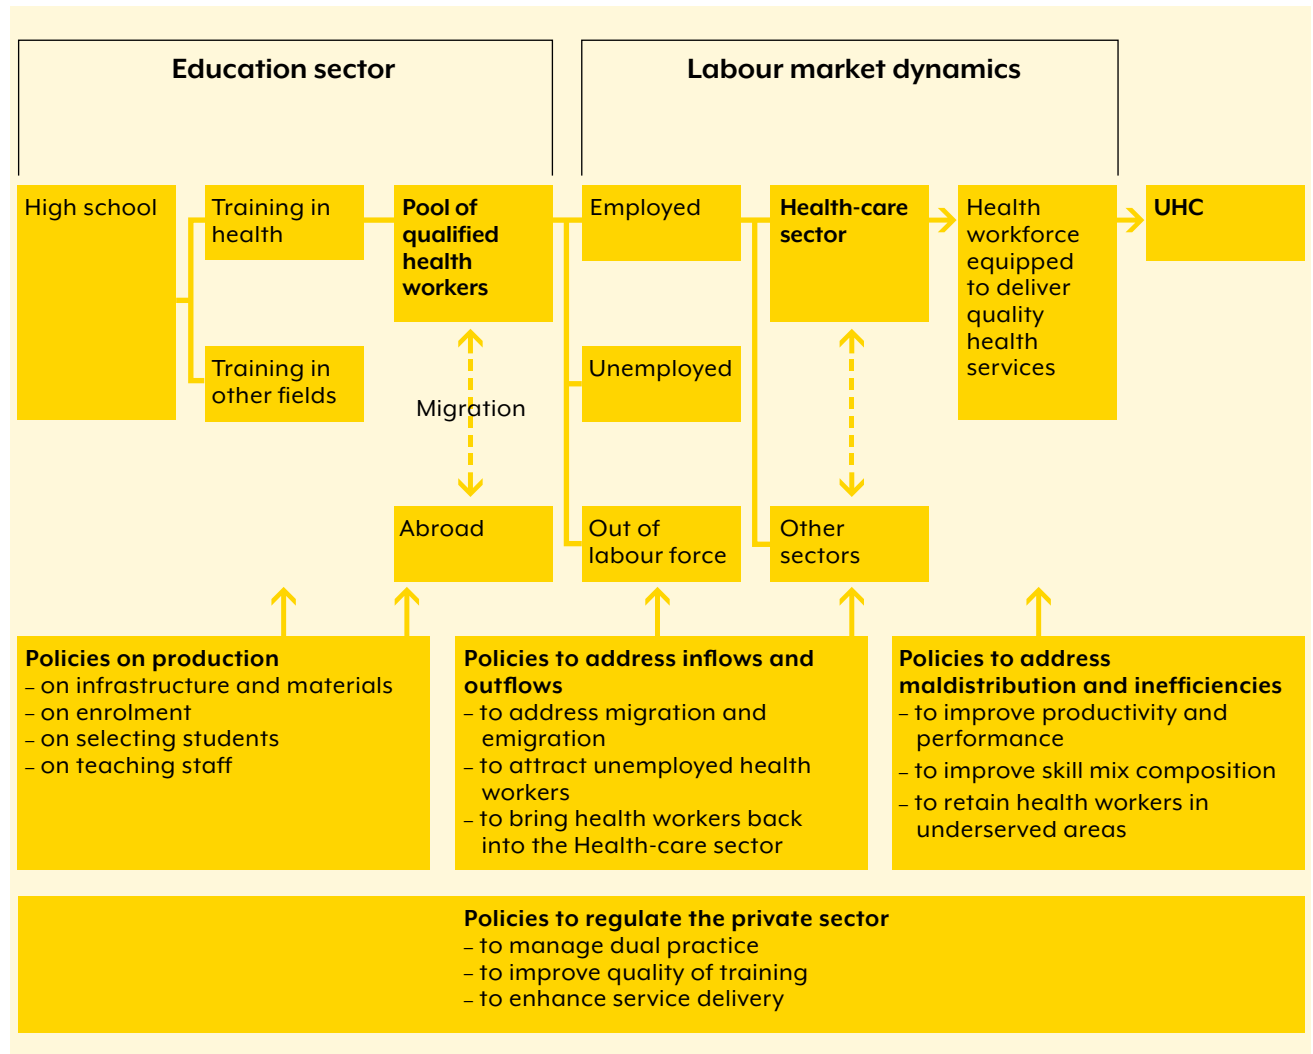 Education sector
Labour market dynamics
High school
Training in
health
Training in
other fields
Pool of
qualified
health
workers
Migration
Abroad
Employed
Unemployed
Out of
labour force
Health-care
sector
Other
sectors
Health
workforce
equipped
to deliver
quality
health
services
UHC
Policies on production
– on infrastructure and materials
– on enrolment
– on selecting students
– on teaching staff
Policies to address inflows and
outflows
– to address migration and
emigration
– to attract unemployed health
workers
– to bring health workers back
into the Health-care sector
Policies to address
maldistribution and inefficiencies
– to improve productivity and
performance
– to improve skill mix composition
– to retain health workers in
underserved areas
Policies to regulate the private sector
– to manage dual practice
– to improve quality of training
– to enhance service delivery